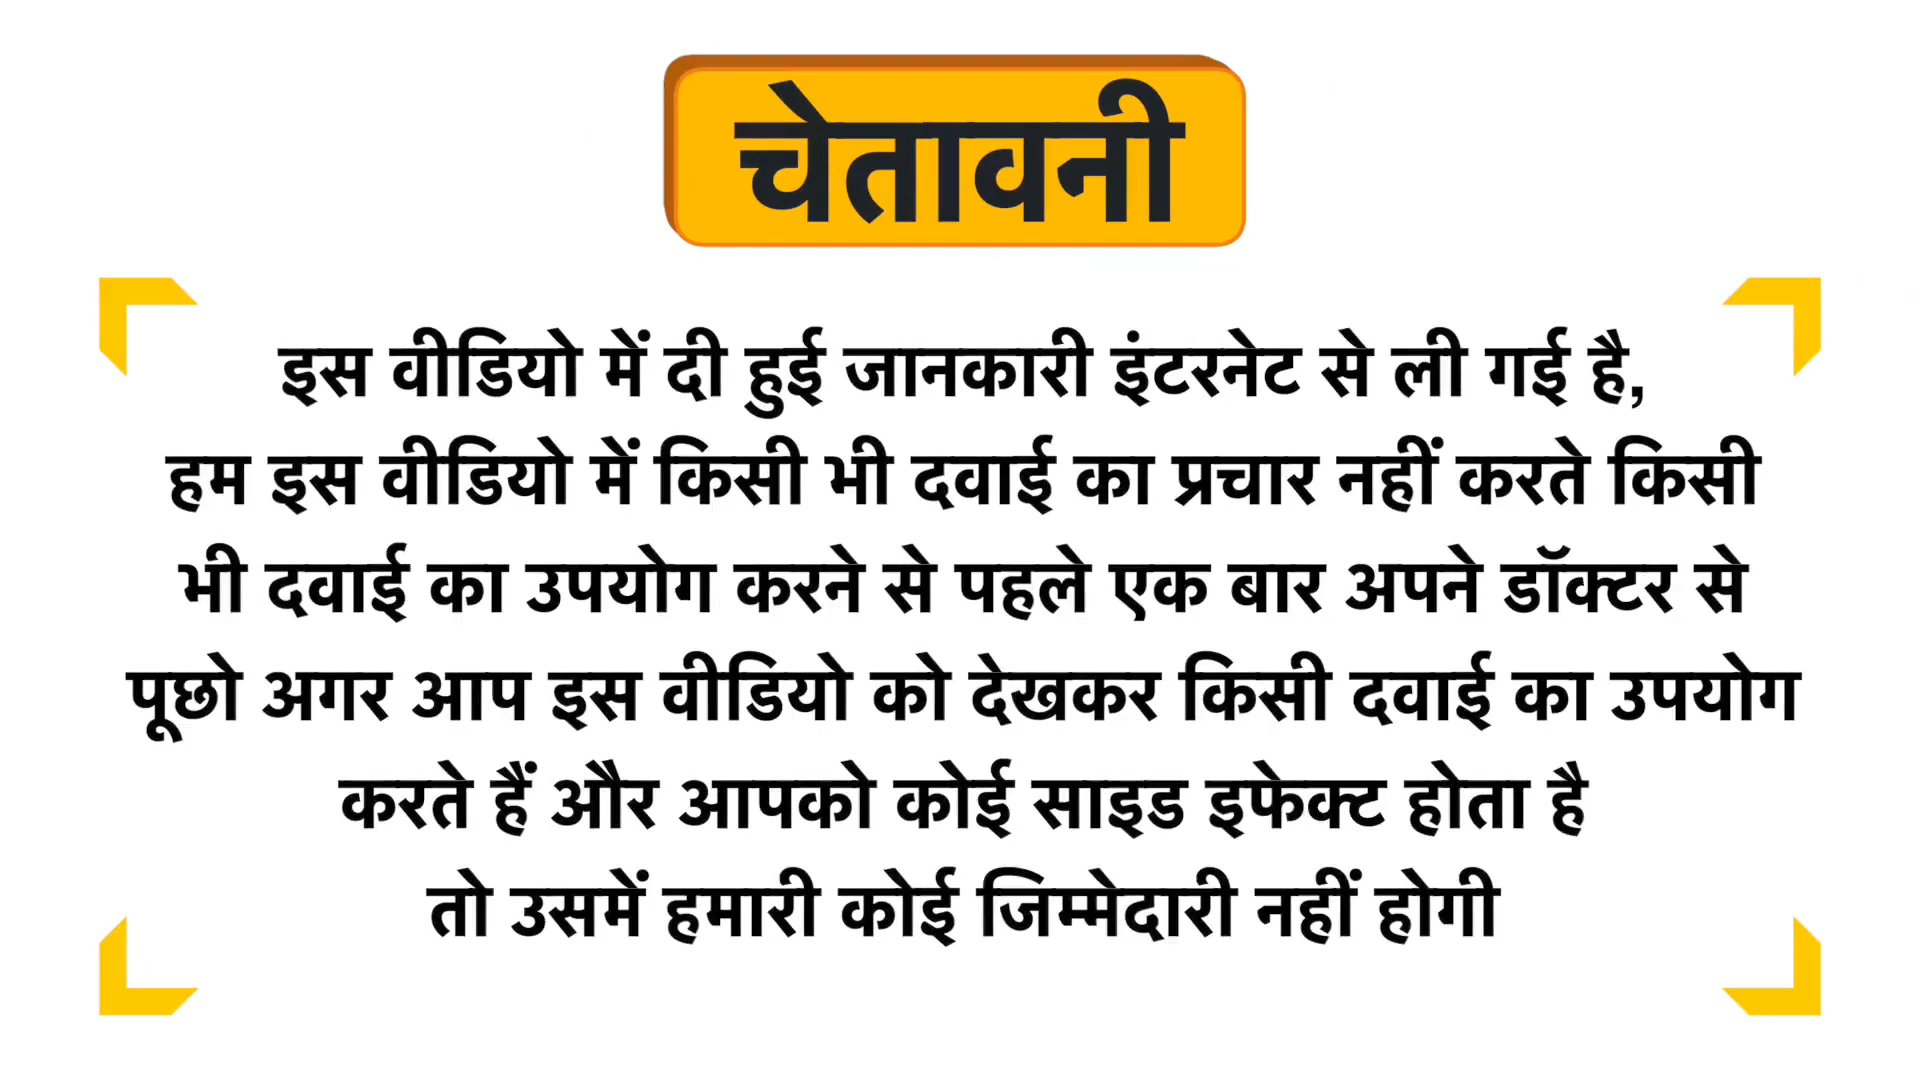 चेतावनी
इस वीडियो में दी हुई जानकारी इंटरनेट से ली गई है,
हम इस वीडियो में किसी भी दवाई का प्रचार नहीं करते किसी
भी दवाई का उपयोग करने से पहले एक बार अपने डॉक्टर से
पूछो अगर आप इस वीडियो को देखकर किसी दवाई का उपयोग
करते हैं और आपको कोई साइड इफेक्ट होता है
तो उसमें हमारी कोई जिम्मेदारी नहीं होगी